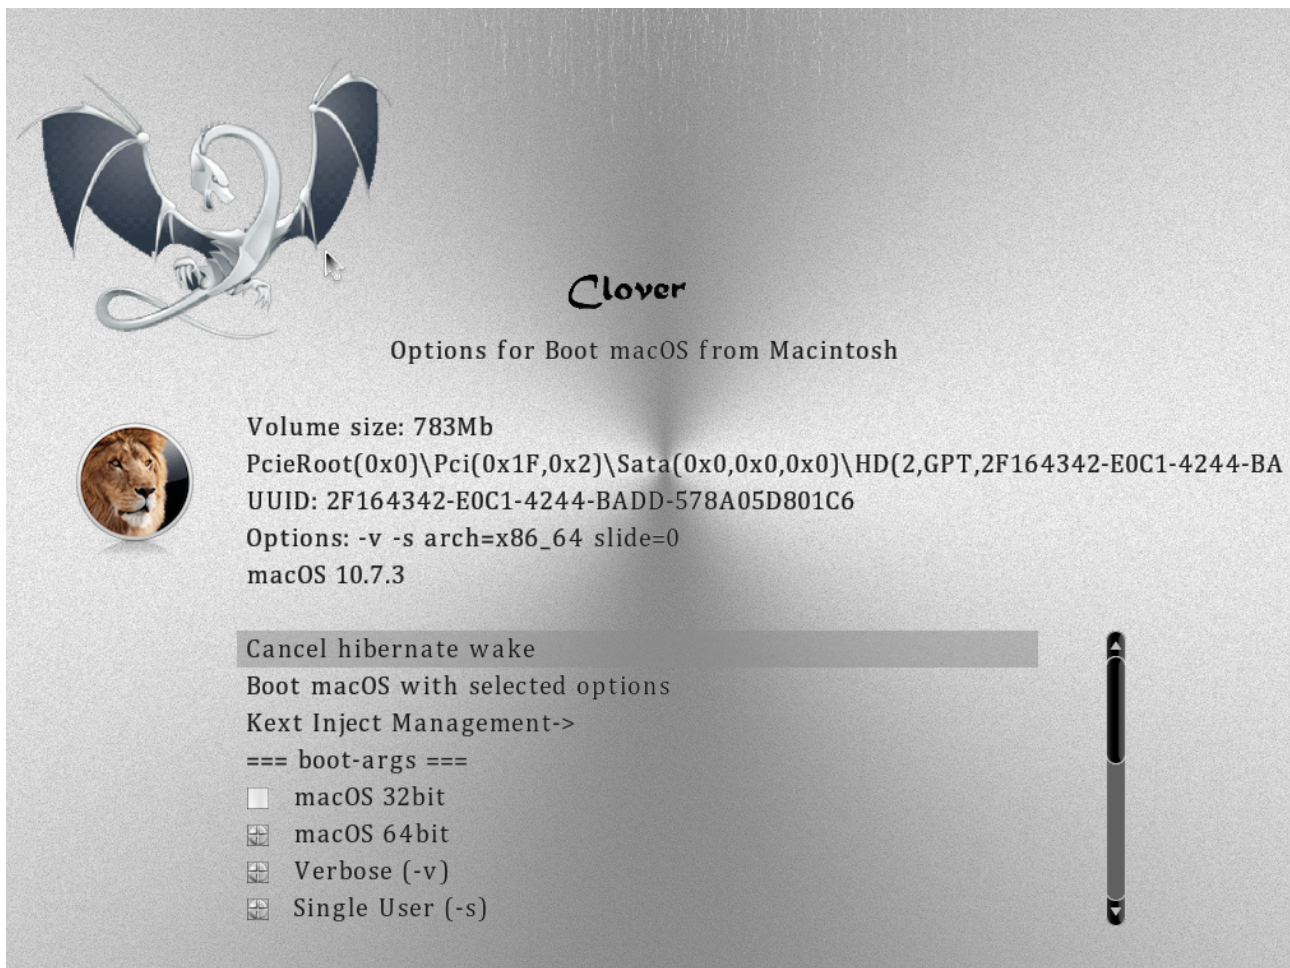 Clover
Options for Boot macOS from Macintosh
Volume size: 783Mb
PcieRoot(0x0)\Pci(0x1F,0x2)\Sata(0x0,0x0,0x0)\HD(2,GPT,2F164342-E0C1-4244-BA
UUID: 2F164342-E0C1-4244-BADD-578A05D801C6
Options: -v -s arch=x86_64 slide=0
macOS 10.7.3
Cancel hibernate wake
Boot macOS with selected options
Kext Inject Management->
=== boot-args ===
macOS 32bit
macOS 64bit
Verbose (-v)
Single User (-s)